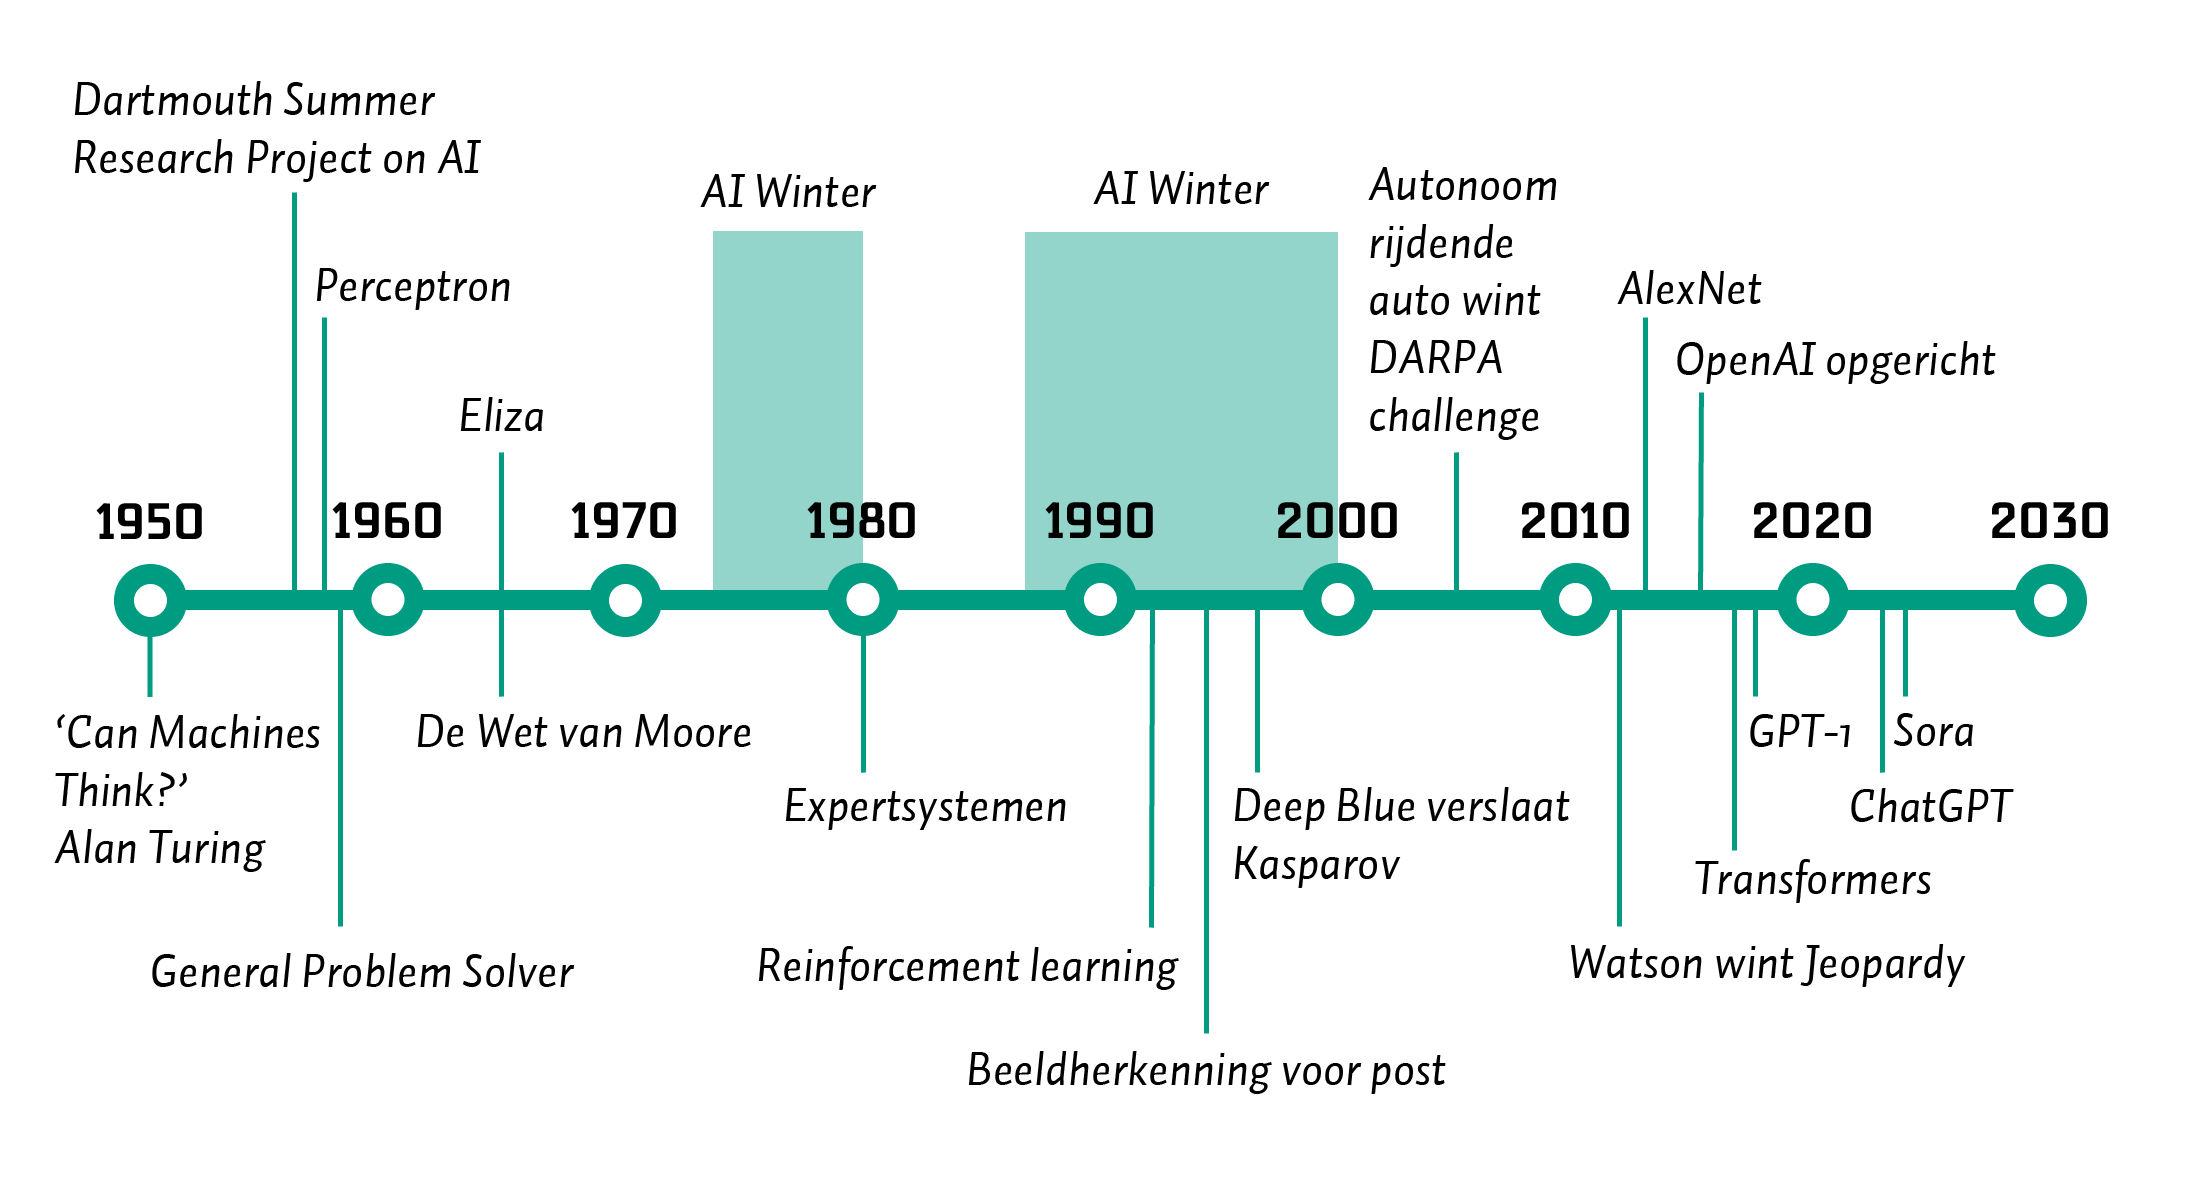 Dartmouth Summer
Research Project on AI
Perceptron
Eliza
AI Winter
AI Winter
Autonoom
rijdende
auto wint
DARPA
challenge
AlexNet
OpenAI opgericht
1950
1960
1970
1980
1990
2000
2010
2020
2030
‘Can Machines
Think?’
Alan Turing
General Problem Solver
De Wet van Moore
Expertsystemen
Reinforcement learning
Beeldherkenning voor post
Deep Blue verslaat
Kasparov
Watson wint Jeopardy
Transformers
GPT-1
ChatGPT
Sora